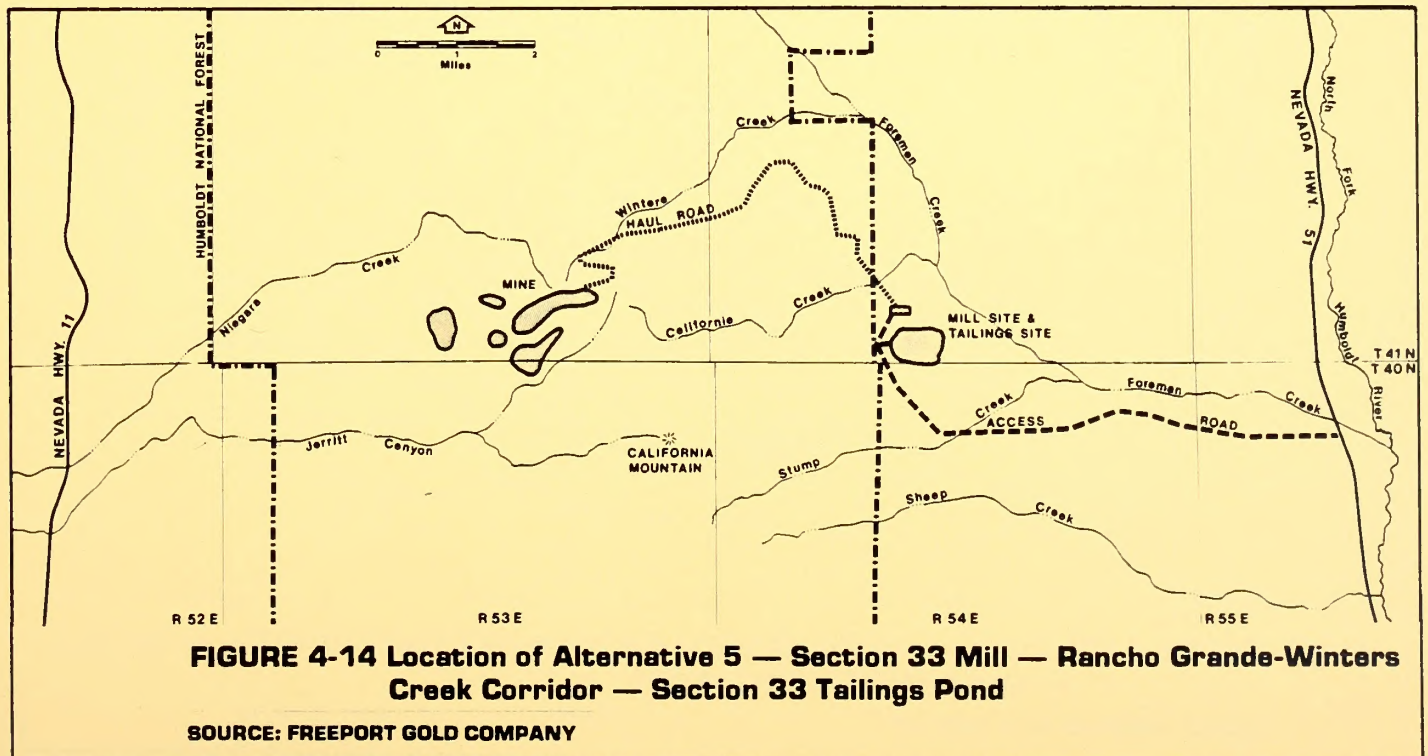 N
0 1 2
Miles
HUMBOLDT NATIONAL FOREST
NEVADA HWY. 11
NEVADA HWY. 51
North Fork Humboldt River
Creek
Foremen Creek
Winters
HAUL ROAD
Niagara Creek
MINE
California Creek
MILL SITE &
TAILINGS SITE
T 41 N
T 40 N
Foremen Creek
ACCESS ROAD
Jerritt Canyon
CALIFORNIA
MOUNTAIN
Stump Creek
Sheep Creek
R 52 E R 53 E R 54 E R 55 E
FIGURE 4-14 Location of Alternative 5 — Section 33 Mill — Rancho Grande-Winters
Creek Corridor — Section 33 Tailings Pond
SOURCE: FREEPORT GOLD COMPANY